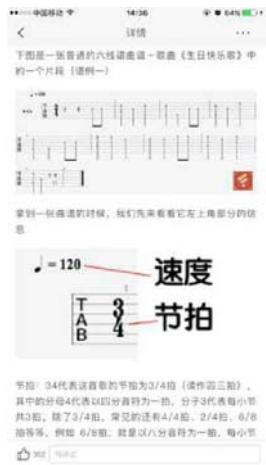 中国移动
14:36
64%
详情
下图是一张普通的六线谱曲谱-歌曲《生日快乐歌》中
的一个片段（谱例一）
拿到一张曲谱的时候，我们先来看看它左上角部分的信
息
= 120
速度
T
A
B
3
4
节拍
节拍：34代表这首歌的节拍为3/4拍（读作四三拍），
其中的分母4代表以四分音符为一拍，分子3代表每小节
共3拍，除了3/4拍，常见的还有4/4拍、2/4拍、6/8
拍等等，例如 6/8拍，就是以八分音符为一拍，每小节